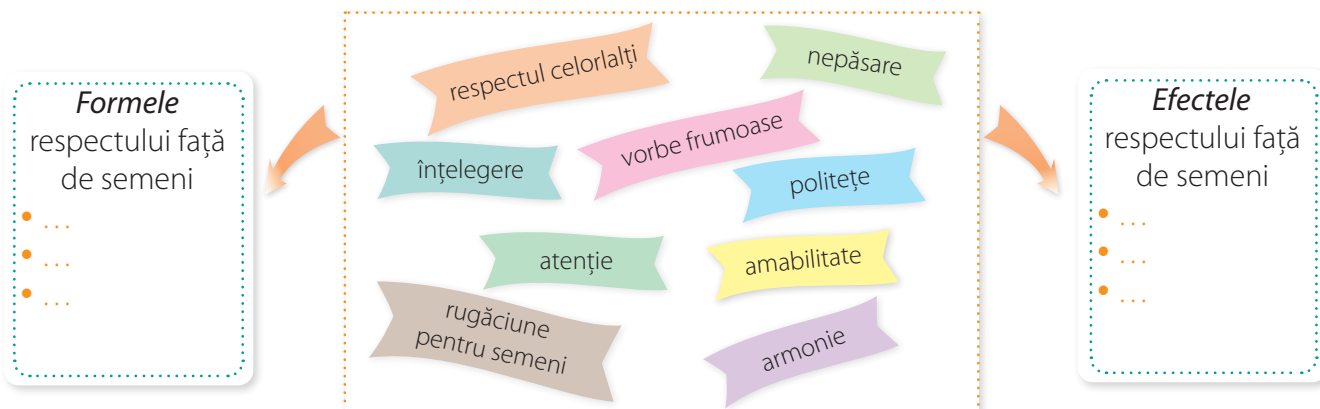 Formele
respectului față
de semeni
• ...
• ...
• ...
respectul celorlalți
nepăsare
vorbe frumoase
înțelegere
politețe
atenție
amabilitate
rugăciune
pentru semeni
armonie
Efectele
respectului față
de semeni
• ...
• ...
• ...